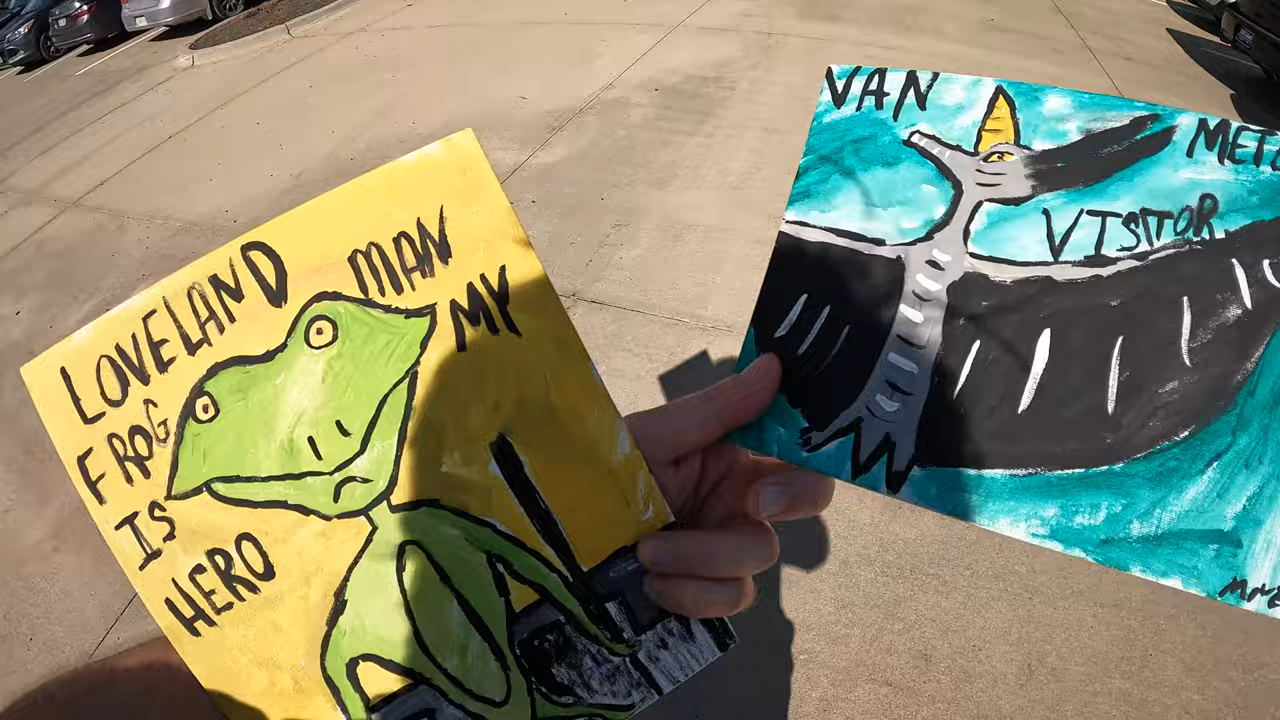 LOVELAND MAN
FROG MY
IS
HERO
VAN
VISITOR